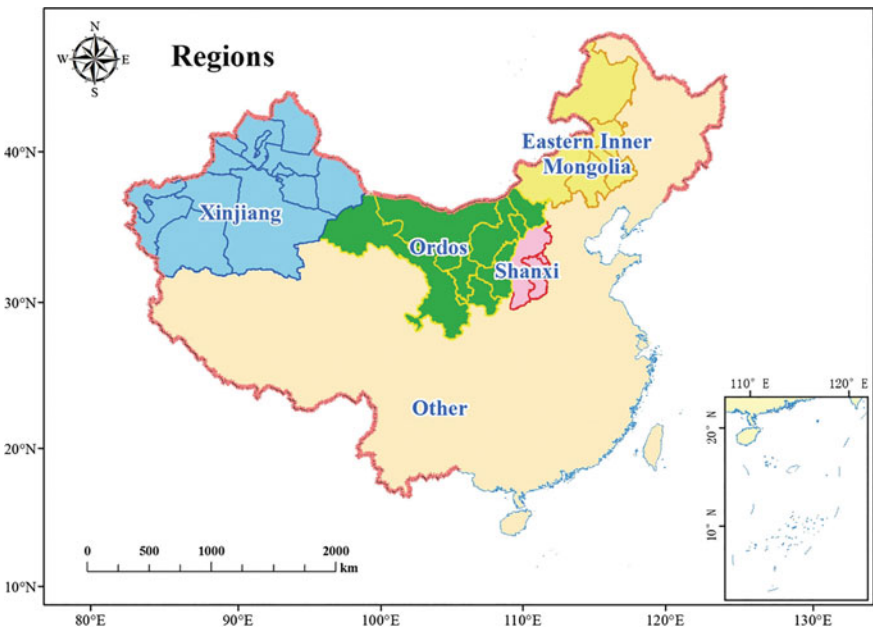 N
W E
S
Regions
40°N
Eastern Inner
Mongolia
Xinjiang
Ordos
Shanxi
30°N
Other
110° E 120° E
20° N
20°N
10° N
0 500 1000 2000
km
10°N
80°E 90°E 100°E 110°E 120°E 130°E